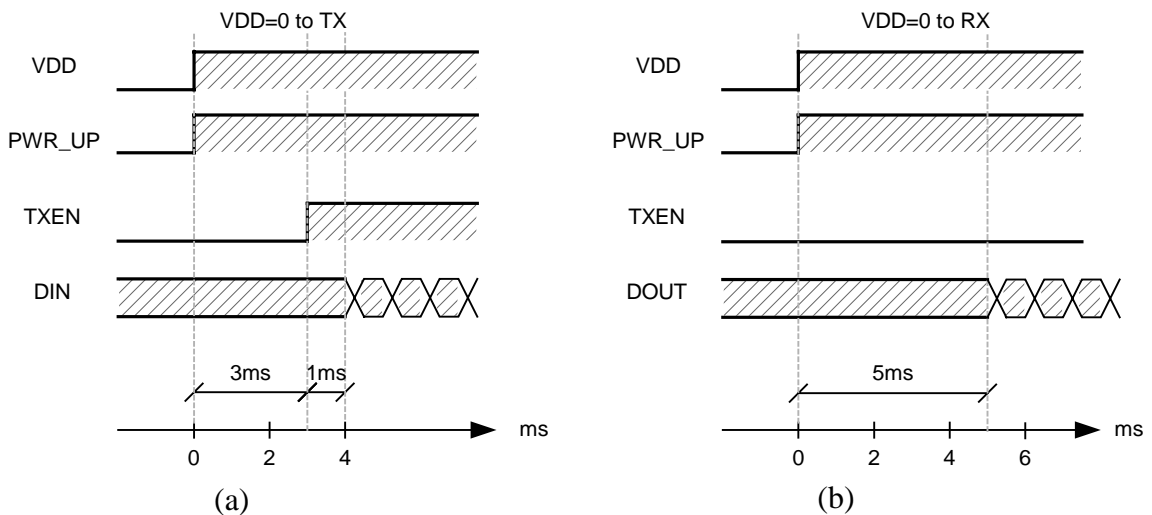 VDD=0 to TX
VDD
PWR_UP
TXEN
DIN
3ms 1ms
ms
0 2 4
(a)
VDD=0 to RX
VDD
PWR_UP
TXEN
DOUT
5ms
ms
0 2 4 6
(b)